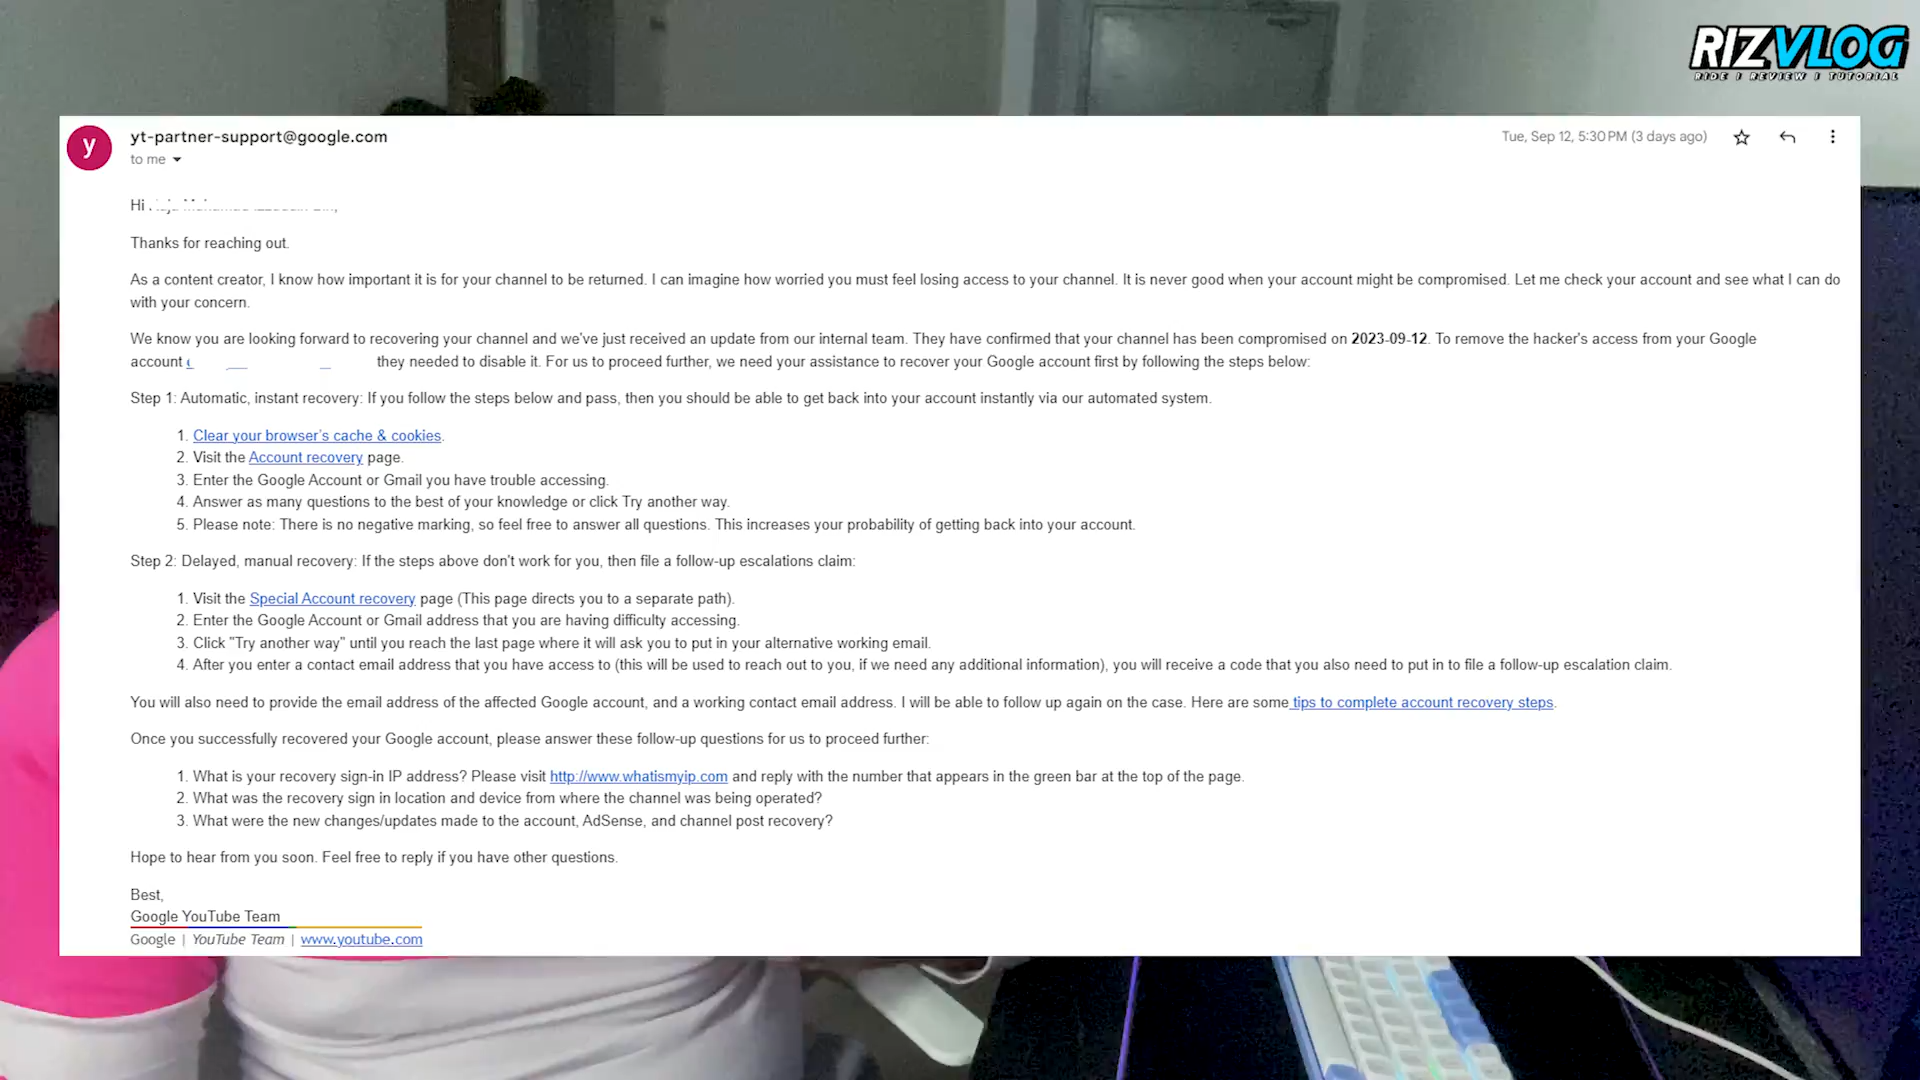 RIZVLOG
RIDE | REVIEW | TUTORIAL
y
yt-partner-support@google.com
Tue, Sep 12, 5:30 PM (3 days ago)
to me
Hi
Thanks for reaching out.
As a content creator, I know how important it is for your channel to be returned. I can imagine how worried you must feel losing access to your channel. It is never good when your account might be compromised. Let me check your account and see what I can do
with your concern.
We know you are looking forward to recovering your channel and we've just received an update from our internal team. They have confirmed that your channel has been compromised on 2023-09-12. To remove the hacker's access from your Google
account they needed to disable it. For us to proceed further, we need your assistance to recover your Google account first by following the steps below:
Step 1: Automatic, instant recovery: If you follow the steps below and pass, then you should be able to get back into your account instantly via our automated system.
1. Clear your browser's cache & cookies.
2. Visit the Account recovery page.
3. Enter the Google Account or Gmail you have trouble accessing.
4. Answer as many questions to the best of your knowledge or click Try another way.
5. Please note: There is no negative marking, so feel free to answer all questions. This increases your probability of getting back into your account.
Step 2: Delayed, manual recovery: If the steps above don't work for you, then file a follow-up escalations claim:
1. Visit the Special Account recovery page (This page directs you to a separate path).
2. Enter the Google Account or Gmail address that you are having difficulty accessing.
3. Click "Try another way" until you reach the last page where it will ask you to put in your alternative working email.
4. After you enter a contact email address that you have access to (this will be used to reach out to you, if we need any additional information), you will receive a code that you also need to put in to file a follow-up escalation claim.
You will also need to provide the email address of the affected Google account, and a working contact email address. I will be able to follow up again on the case. Here are some tips to complete account recovery steps.
Once you successfully recovered your Google account, please answer these follow-up questions for us to proceed further:
1. What is your recovery sign-in IP address? Please visit http://www.whatismyip.com and reply with the number that appears in the green bar at the top of the page.
2. What was the recovery sign in location and device from where the channel was being operated?
3. What were the new changes/updates made to the account, AdSense, and channel post recovery?
Hope to hear from you soon. Feel free to reply if you have other questions.
Best,
Google YouTube Team
Google | YouTube Team | www.youtube.com